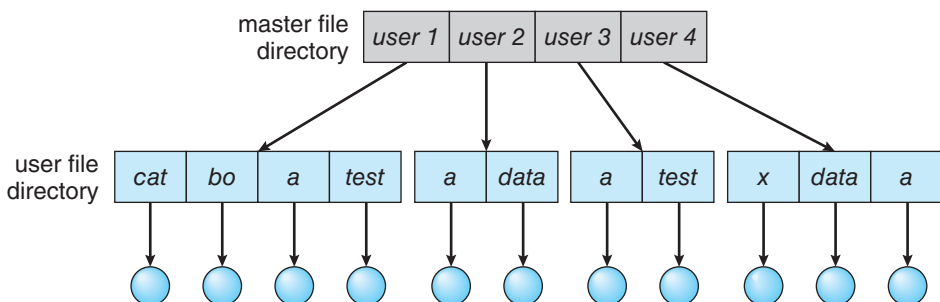 master file
directory
user 1 user 2 user 3 user 4
user file
directory
cat bo a test a data a test x data a